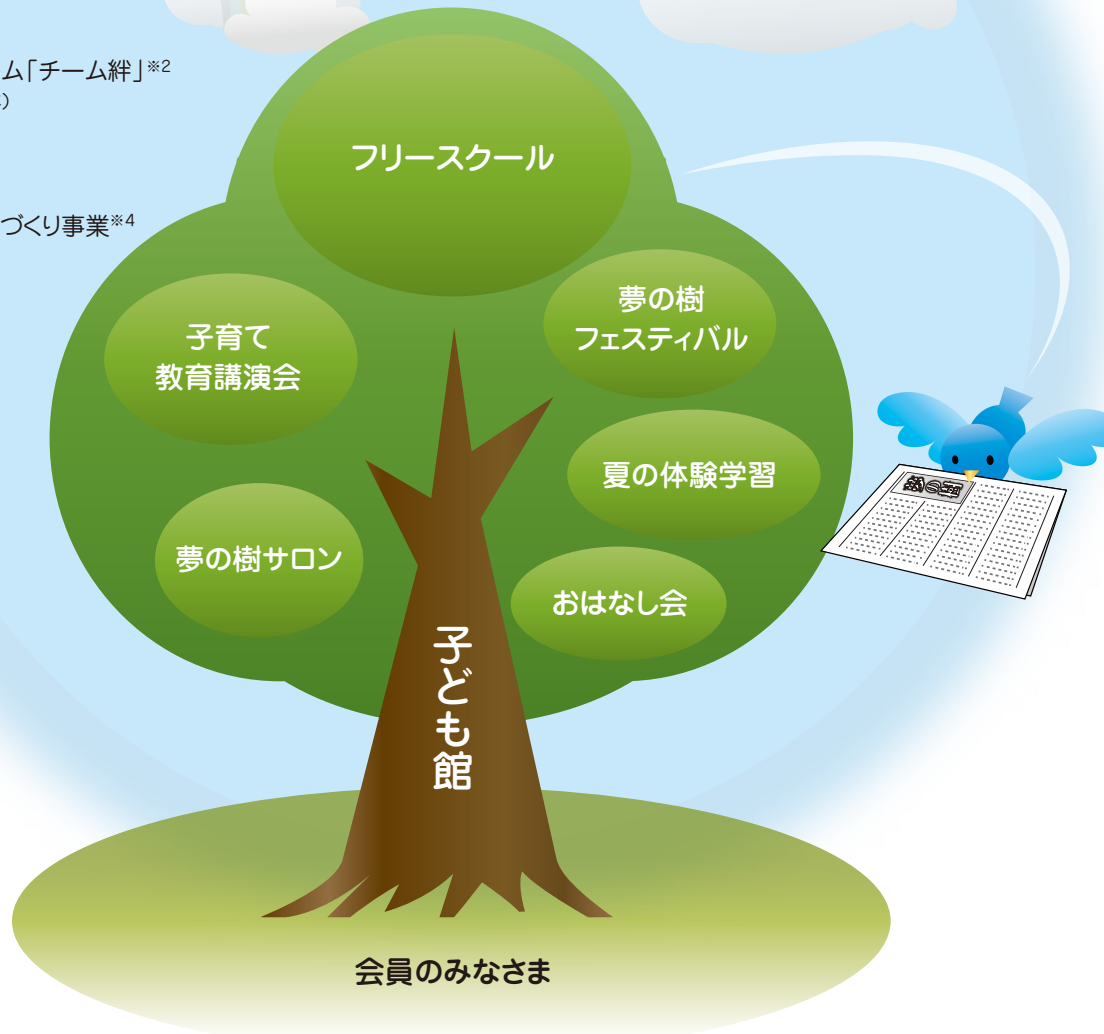 ム「チーム絆」※2
づくり事業※4
フリースクール
子育て
教育講演会
夢の樹
フェスティバル
夏の体験学習
夢の樹サロン
おはなし会
子ども館
会員のみなさま